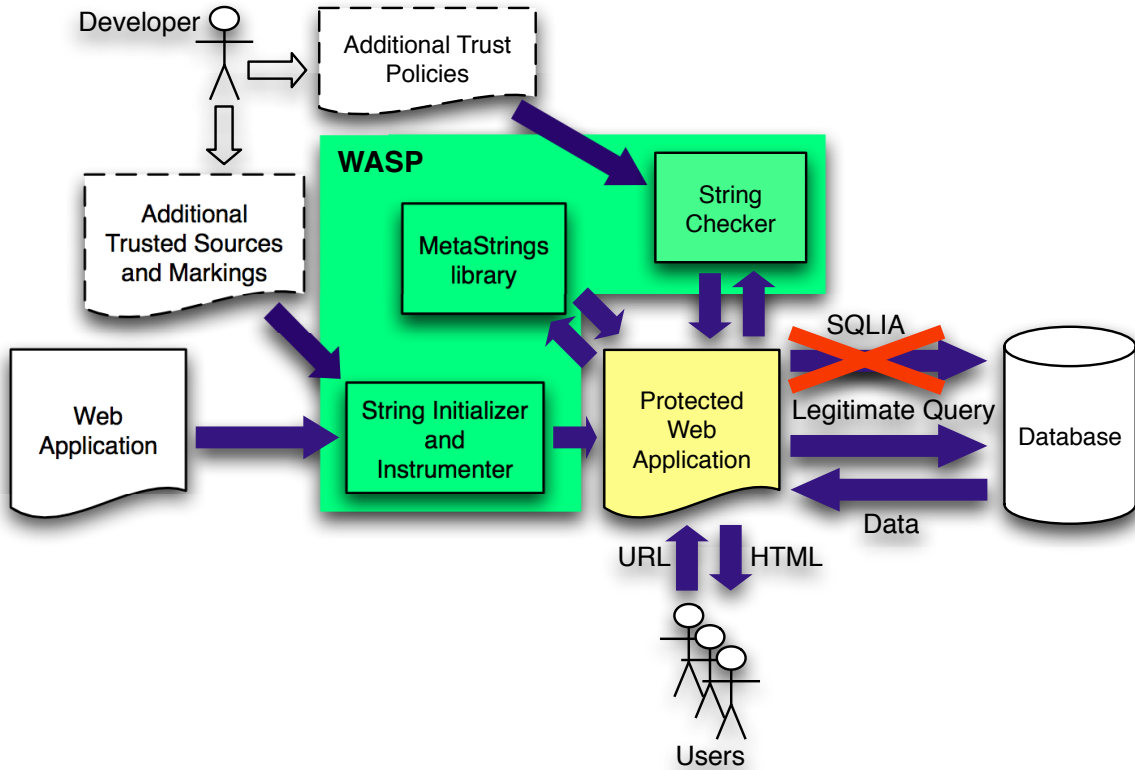 Developer
Additional Trust
Policies
WASP
String
Checker
Additional
Trusted Sources
and Markings
MetaStrings
library
SQLIA
Web
Application
String Initializer
and
Instrumenter
Protected
Web
Application
Legitimate Query
Database
Data
URL
HTML
Users